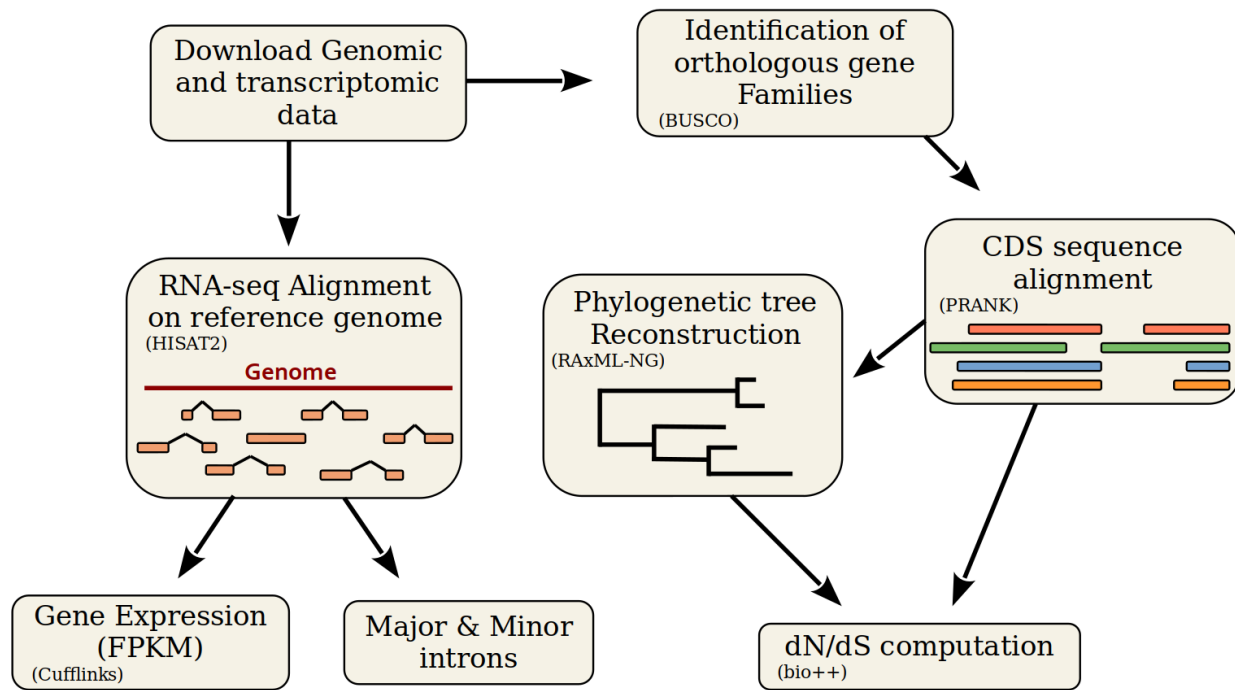 Download Genomic
and transcriptomic
data
Identification of
orthologous gene
Families
(BUSCO)
RNA-seq Alignment
on reference genome
(HISAT2)
Genome
Phylogenetic tree
Reconstruction
(RAxML-NG)
CDS sequence
alignment
(PRANK)
Gene Expression
(FPKM)
(Cufflinks)
Major & Minor
introns
dN/dS computation
(bio++)